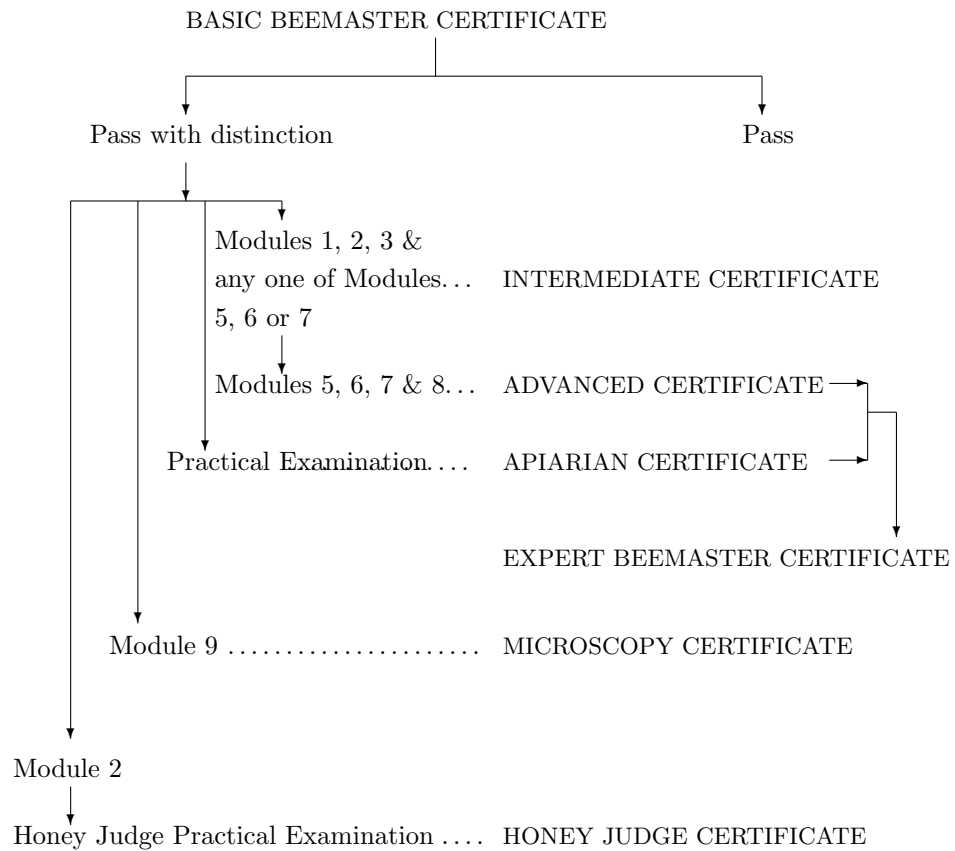 BASIC BEEMASTER CERTIFICATE
Pass with distinction
Pass
Modules 1, 2, 3 &
any one of Modules... INTERMEDIATE CERTIFICATE
5, 6 or 7
Modules 5, 6, 7 & 8... ADVANCED CERTIFICATE
Practical Examination.... APIARIAN CERTIFICATE
EXPERT BEEMASTER CERTIFICATE
Module 9 ...................... MICROSCOPY CERTIFICATE
Module 2
Honey Judge Practical Examination .... HONEY JUDGE CERTIFICATE